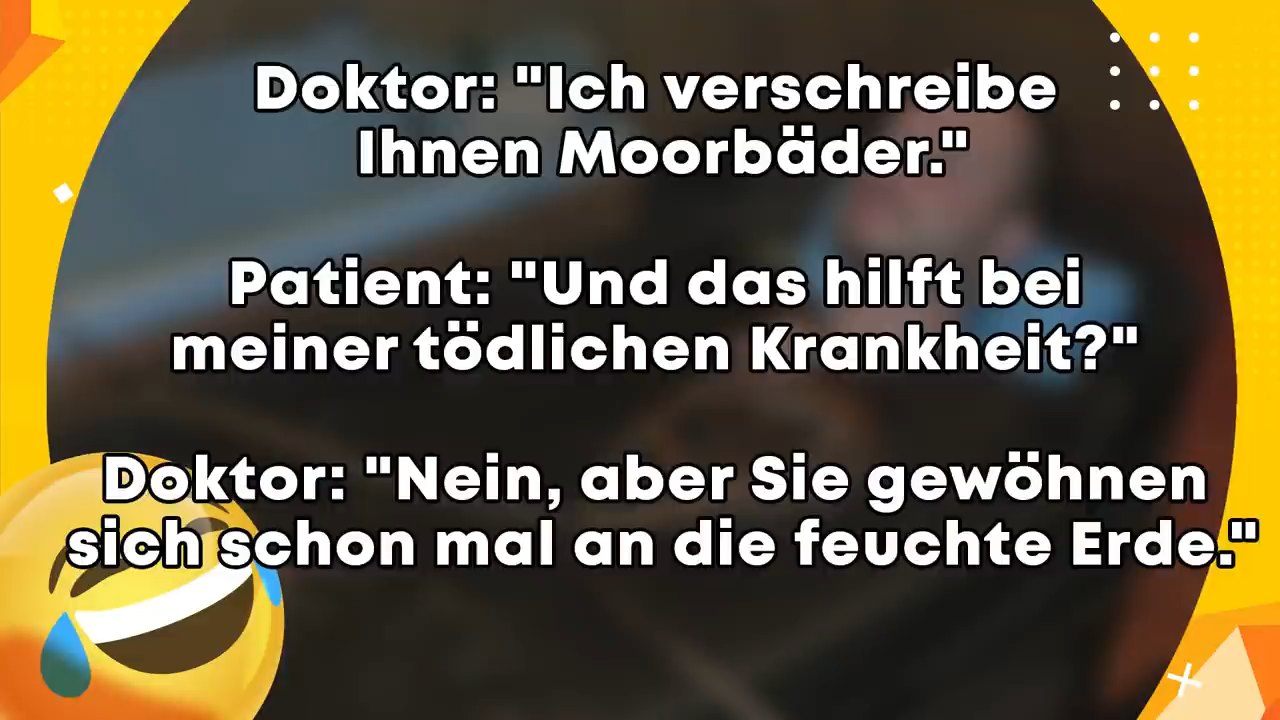 Doktor: "Ich verschreibe
Ihnen Moorbäder."
Patient: "Und das hilft bei
meiner tödlichen Krankheit?"
Doktor: "Nein, aber Sie gewöhnen
sich schon mal an die feuchte Erde."